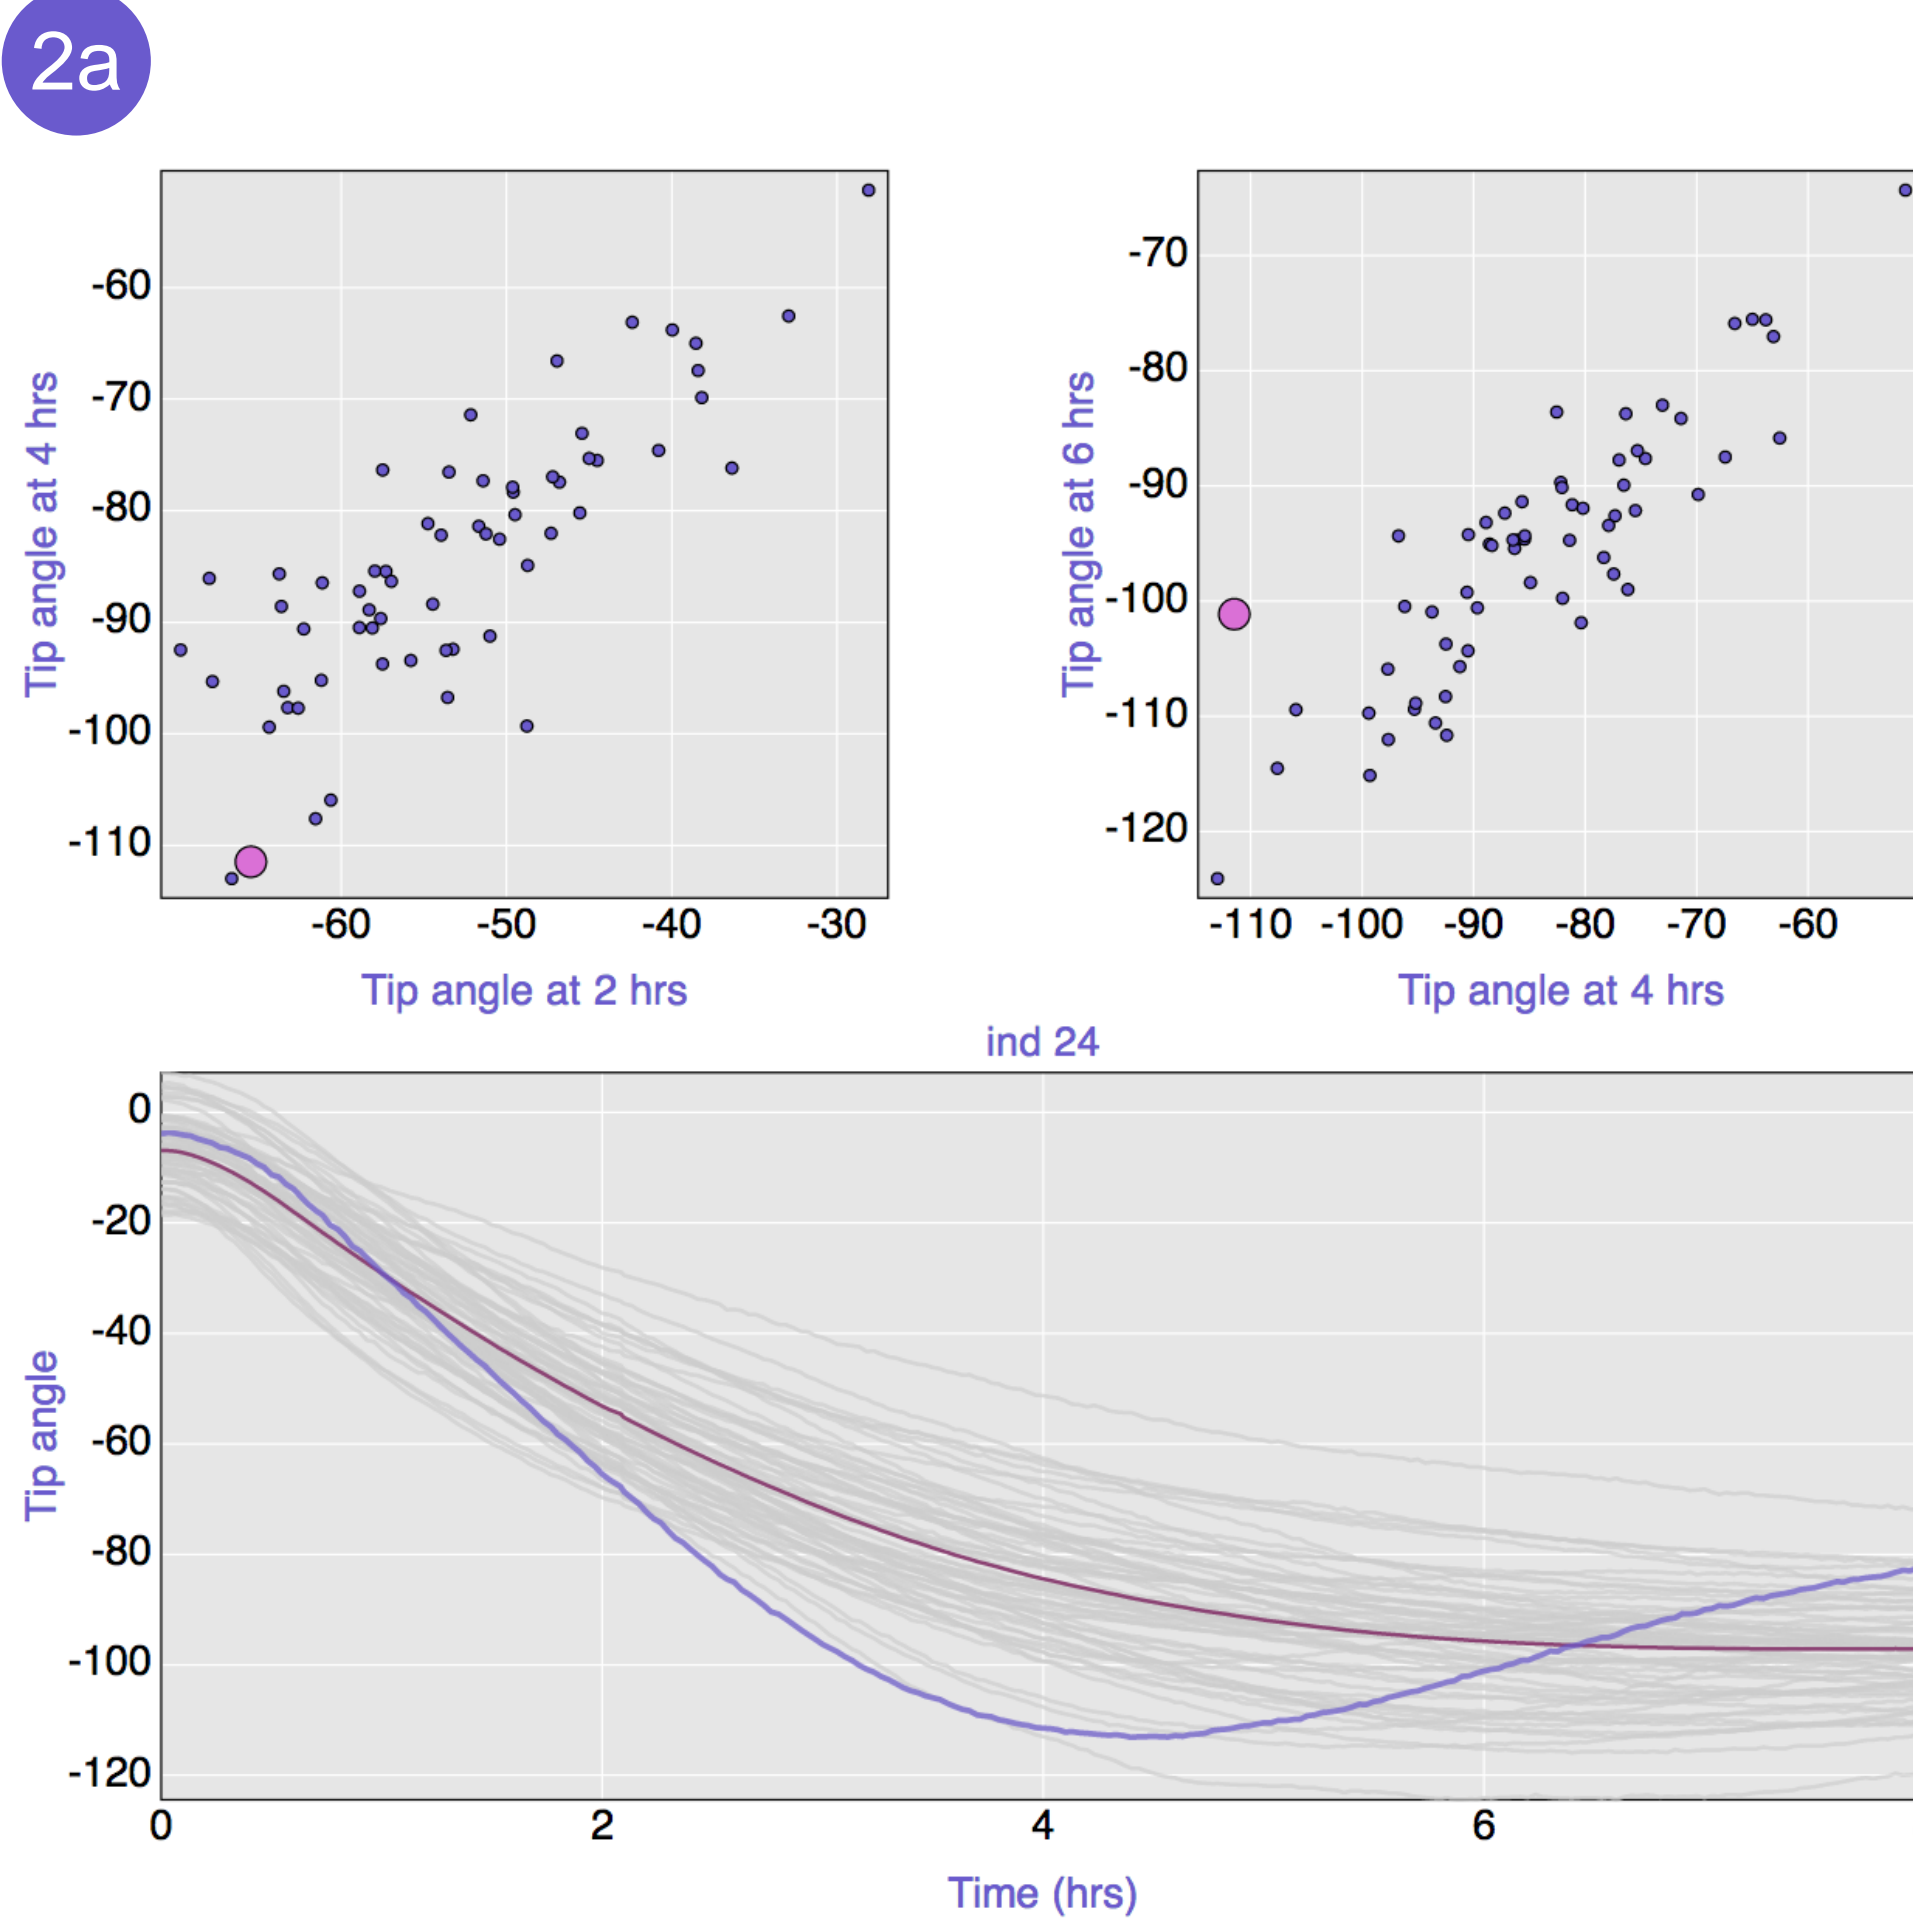 2a
-60
-70
-80
-90
-100
-110
Tip angle at 4 hrs
-60 -50 -40 -30
Tip angle at 2 hrs
-70
-80
-90
-100
-110
-120
Tip angle at 6 hrs
-110 -100 -90 -80 -70 -60
Tip angle at 4 hrs
ind 24
0
-20
-40
-60
-80
-100
-120
Tip angle
0 2 4 6
Time (hrs)